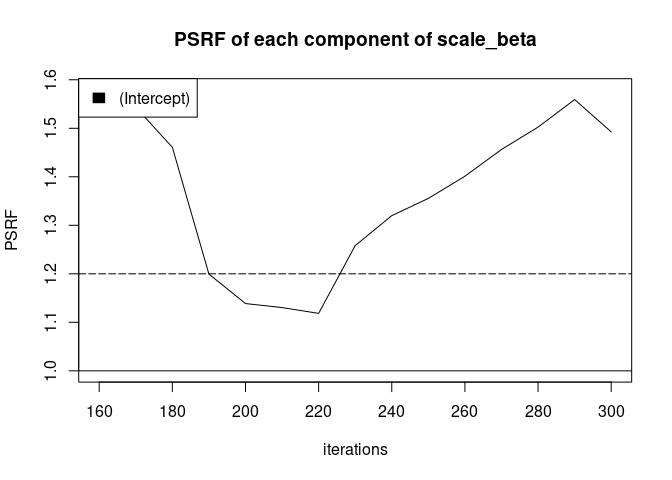 PSRF of each component of scale_beta
(Intercept)
PSRF
1.6
1.5
1.4
1.3
1.2
1.1
1.0
160 180 200 220 240 260 280 300
iterations